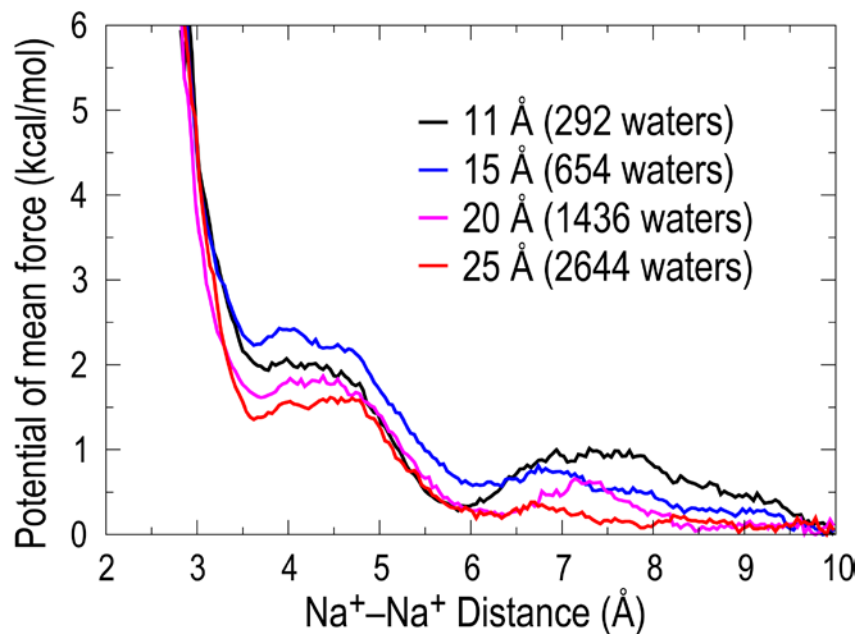 6
5
4
3
2
1
0
Potential of mean force (kcal/mol)
11 Å (292 waters)
15 Å (654 waters)
20 Å (1436 waters)
25 Å (2644 waters)
2 3 4 5 6 7 8 9 10
Na⁺–Na⁺ Distance (Å)